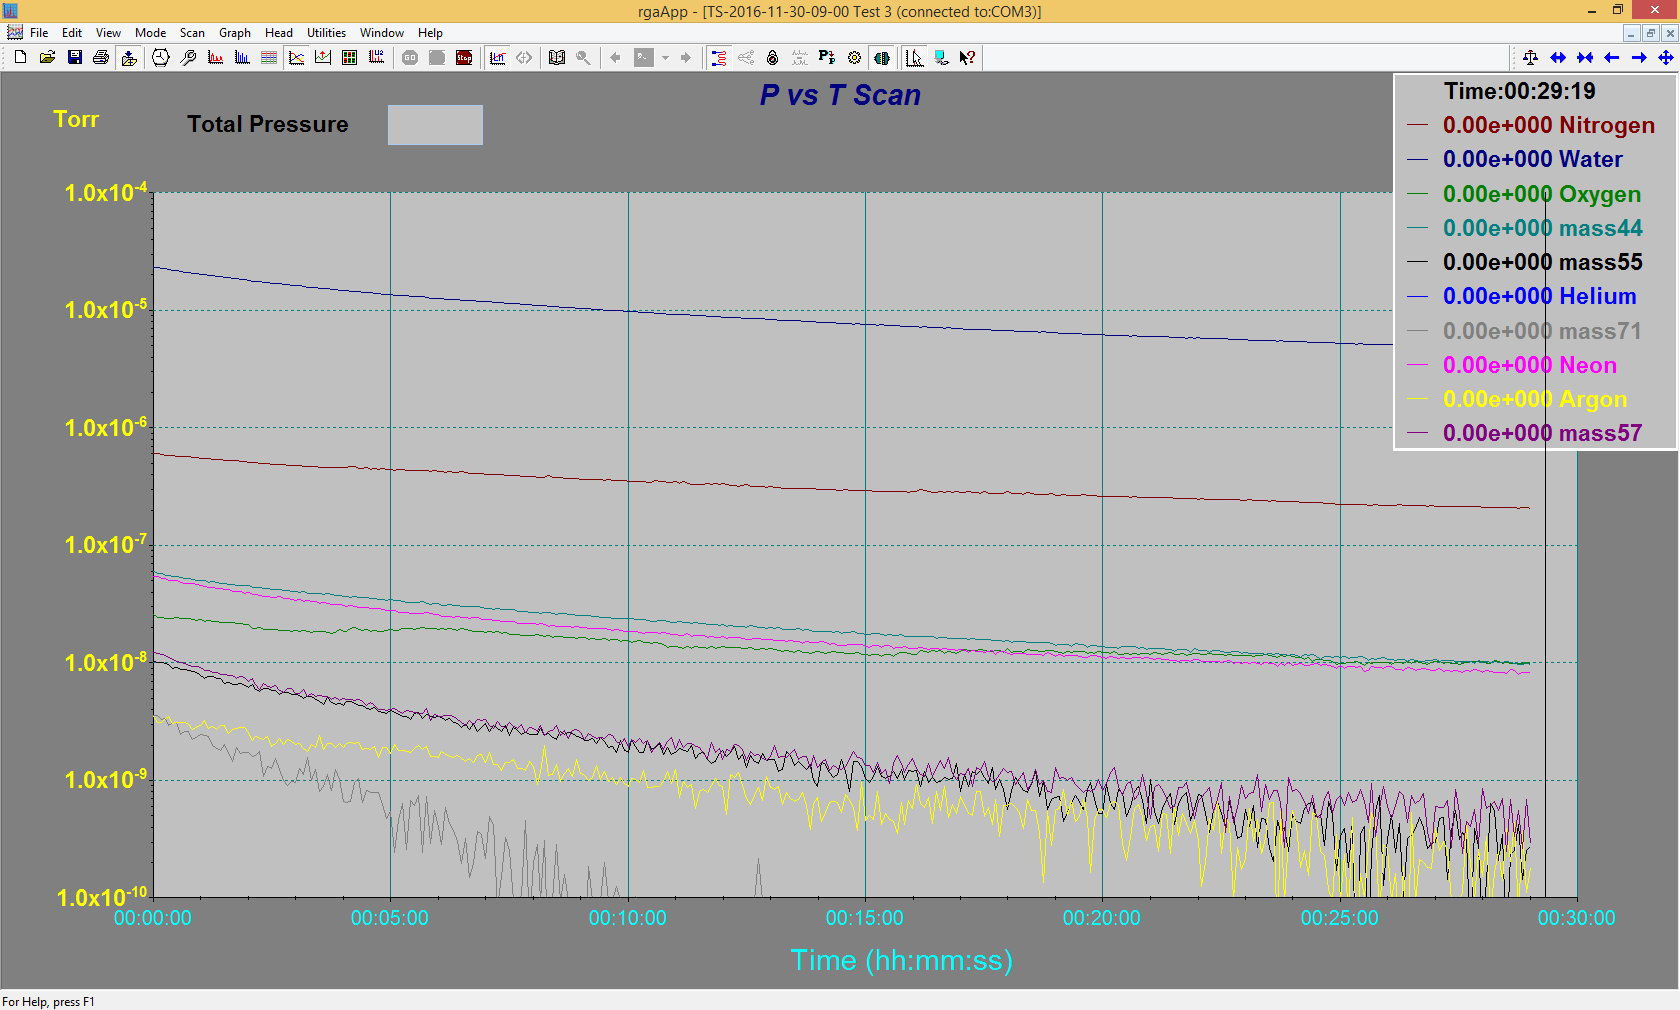 rgaApp - [TS-2016-11-30-09-00 Test 3 (connected to:COM3)]
File Edit View Mode Scan Graph Head Utilities Window Help
GO Stop
P vs T Scan
Torr
Total Pressure
Time:00:29:19
0.00e+000 Nitrogen
0.00e+000 Water
0.00e+000 Oxygen
0.00e+000 mass44
0.00e+000 mass55
0.00e+000 Helium
0.00e+000 mass71
0.00e+000 Neon
0.00e+000 Argon
0.00e+000 mass57
1.0x10-4
1.0x10-5
1.0x10-6
1.0x10-7
1.0x10-8
1.0x10-9
1.0x10-10
00:00:00 00:05:00 00:10:00 00:15:00 00:20:00 00:25:00 00:30:00
Time (hh:mm:ss)
For Help, press F1